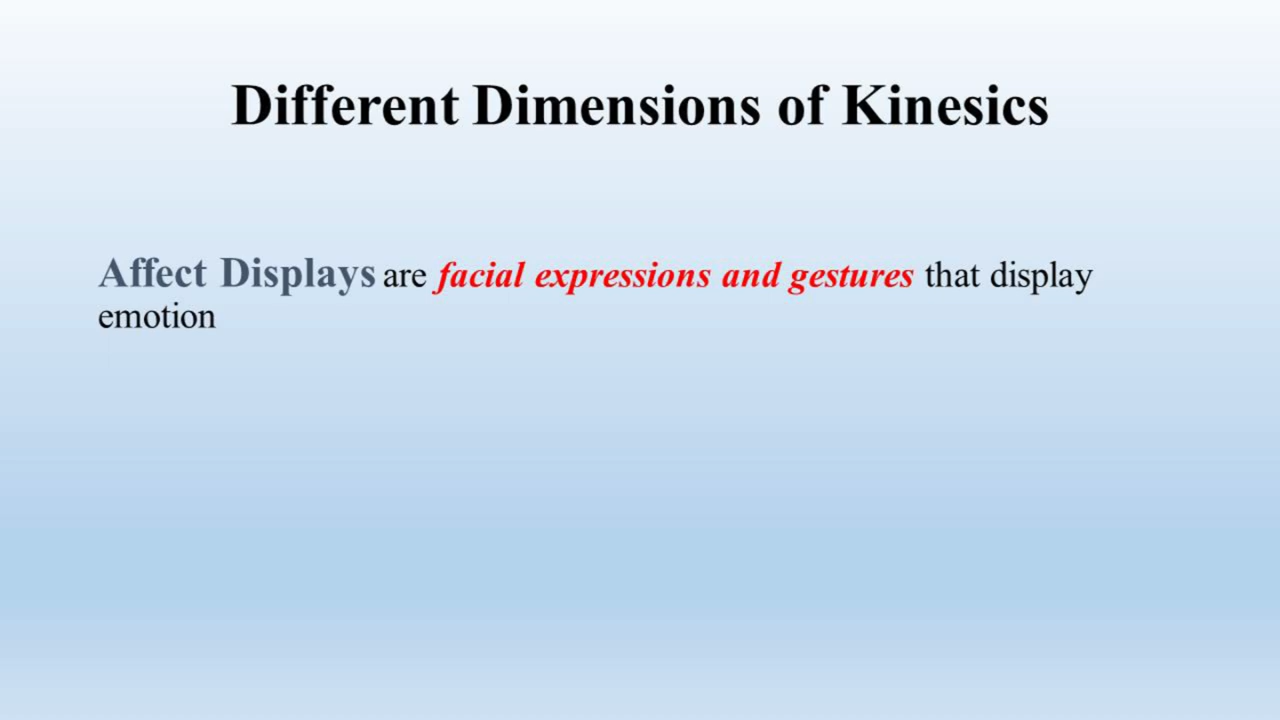 Different Dimensions of Kinesics
Affect Displays are facial expressions and gestures that display
emotion